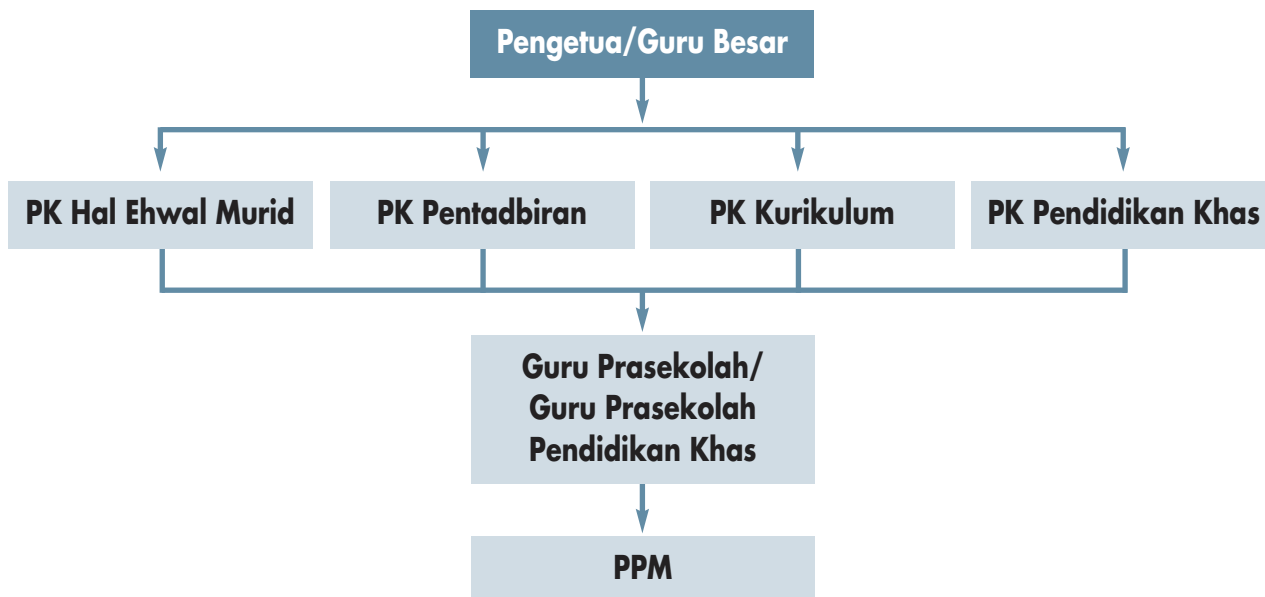 Pengetua/Guru Besar
PK Hal Ehwal Murid
PK Pentadbiran
PK Kurikulum
PK Pendidikan Khas
Guru Prasekolah/
Guru Prasekolah
Pendidikan Khas
PPM